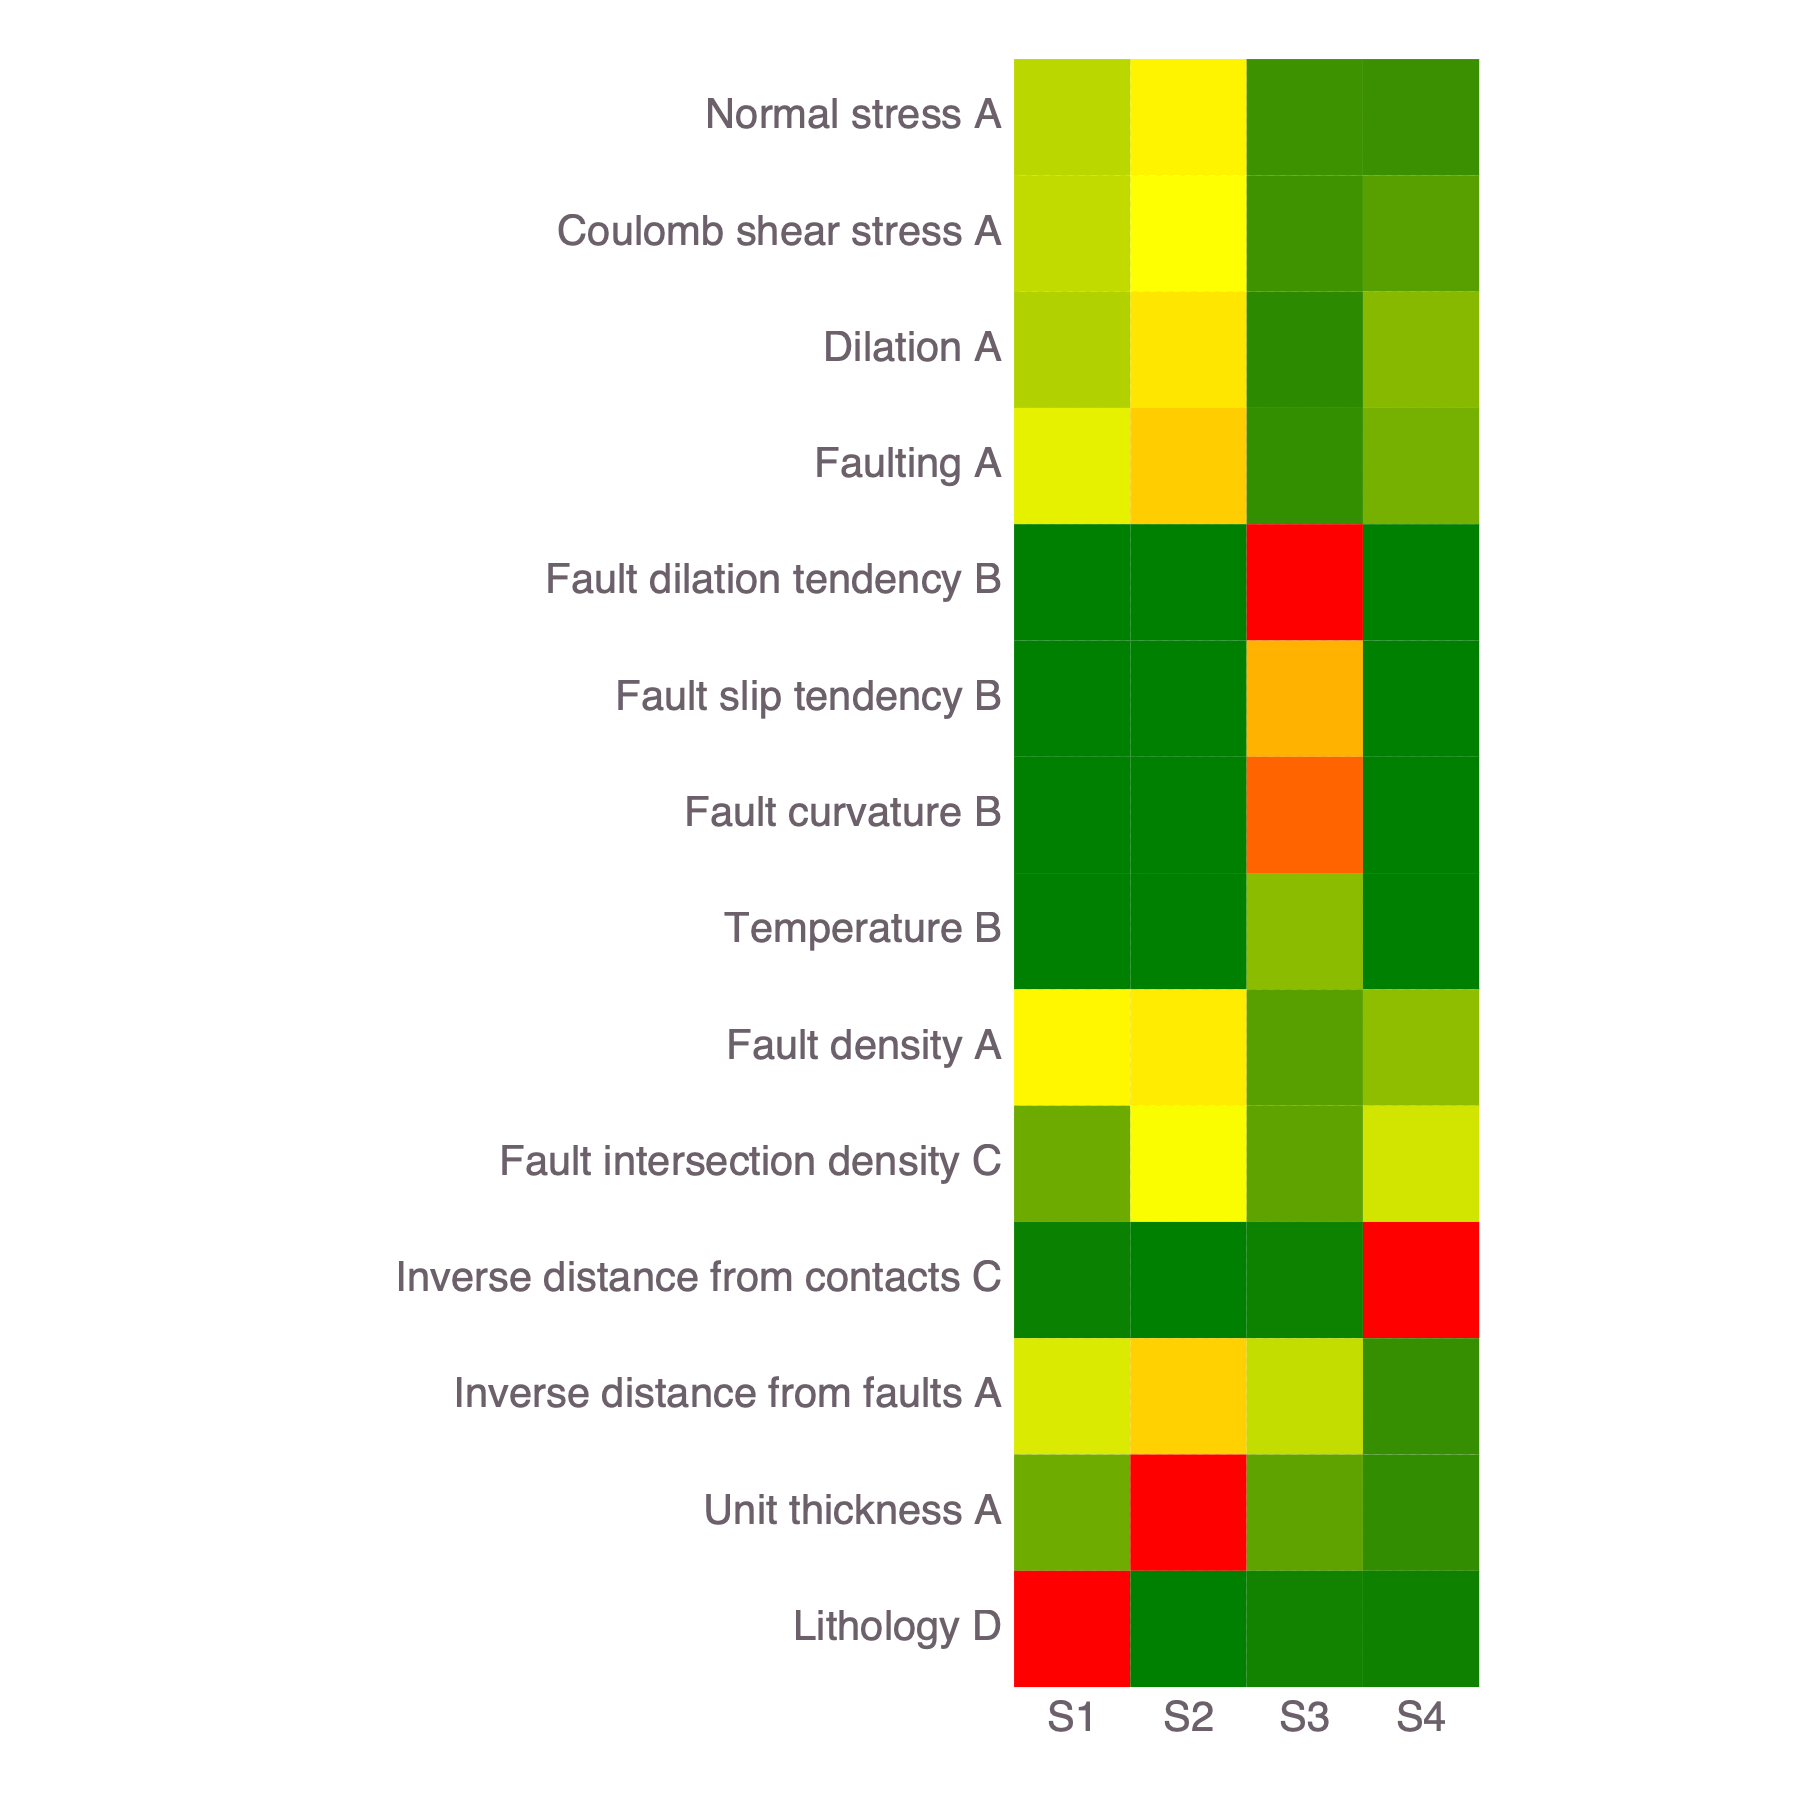 Normal stress A
Coulomb shear stress A
Dilation A
Faulting A
Fault dilation tendency B
Fault slip tendency B
Fault curvature B
Temperature B
Fault density A
Fault intersection density C
Inverse distance from contacts C
Inverse distance from faults A
Unit thickness A
Lithology D
S1 S2 S3 S4